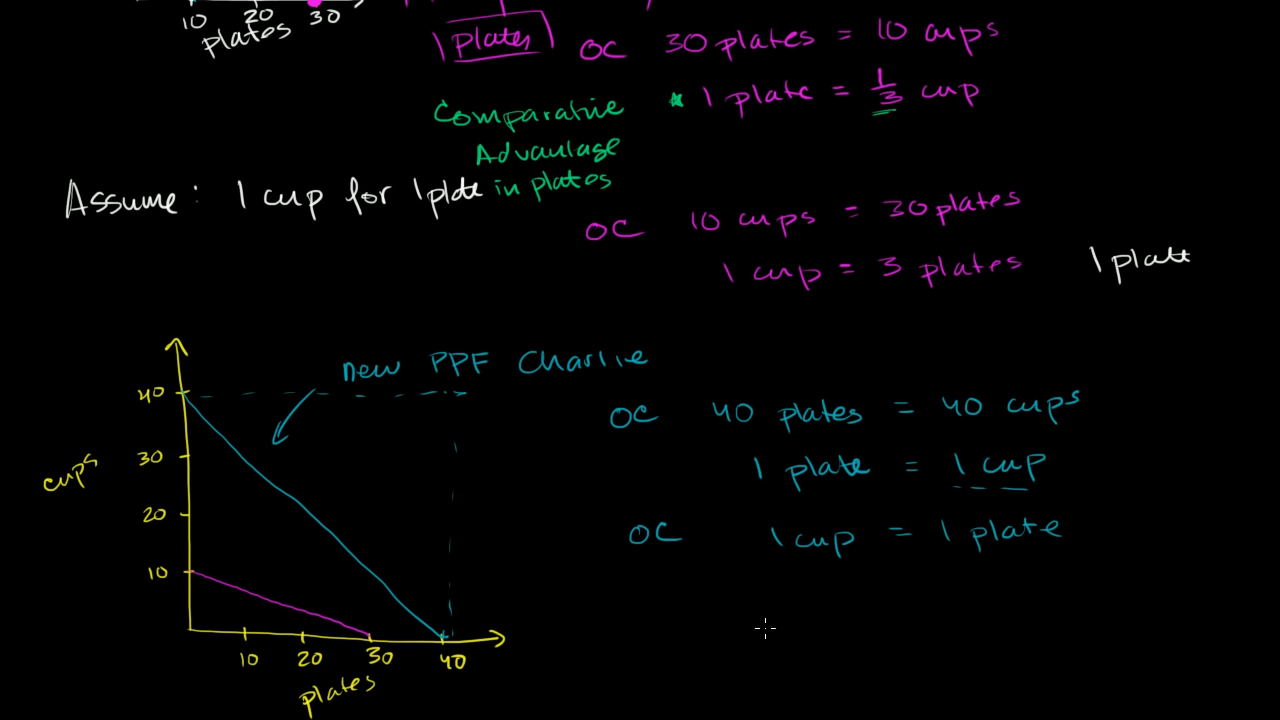 10 20 30
plates
1 plates
OC 30 plates = 10 cups
* 1 plate = 1/3 cup
Comparative
Advantage
in plates
Assume: 1 cup for 1 plate
OC 10 cups = 30 plates
1 cup = 3 plates
1 plate
new PPF Charlie
40
30
20
10
cups
10 20 30 40
plates
OC 40 plates = 40 cups
1 plate = 1 cup
OC 1 cup = 1 plate